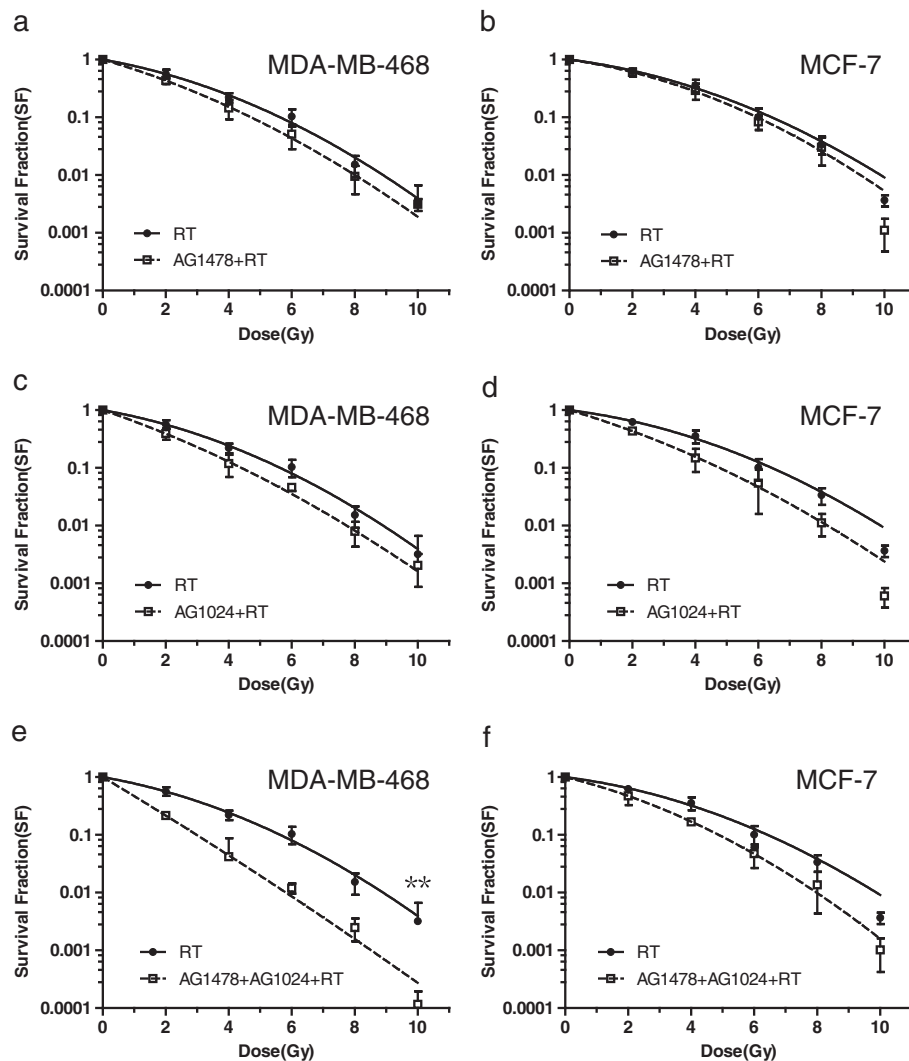 a
MDA-MB-468
Survival Fraction(SF)
1
0.1
0.01
0.001
0.0001
RT
AG1478+RT
0 2 4 6 8 10
Dose(Gy)
b
MCF-7
Survival Fraction(SF)
1
0.1
0.01
0.001
0.0001
RT
AG1478+RT
0 2 4 6 8 10
Dose(Gy)
c
MDA-MB-468
Survival Fraction(SF)
1
0.1
0.01
0.001
0.0001
RT
AG1024+RT
0 2 4 6 8 10
Dose(Gy)
d
MCF-7
Survival Fraction(SF)
1
0.1
0.01
0.001
0.0001
RT
AG1024+RT
0 2 4 6 8 10
Dose(Gy)
e
MDA-MB-468
Survival Fraction(SF)
1
0.1
0.01
0.001
0.0001
**
RT
AG1478+AG1024+RT
0 2 4 6 8 10
Dose(Gy)
f
MCF-7
Survival Fraction(SF)
1
0.1
0.01
0.001
0.0001
RT
AG1478+AG1024+RT
0 2 4 6 8 10
Dose(Gy)